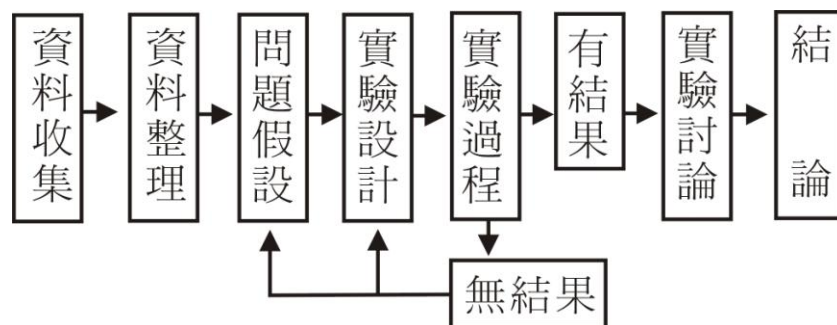 資料收集
資料整理
問題假設
實驗設計
實驗過程
有結果
實驗討論
結論
無結果